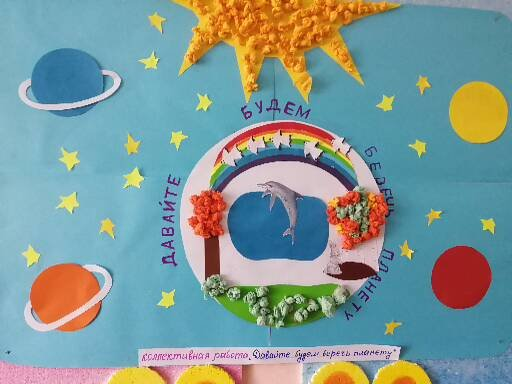 ДАВАЙТЕ
БУДЕМ
БЕРЕЧЬ
ПЛАНЕТУ
Коллективная работа „Давайте будем беречь планету“